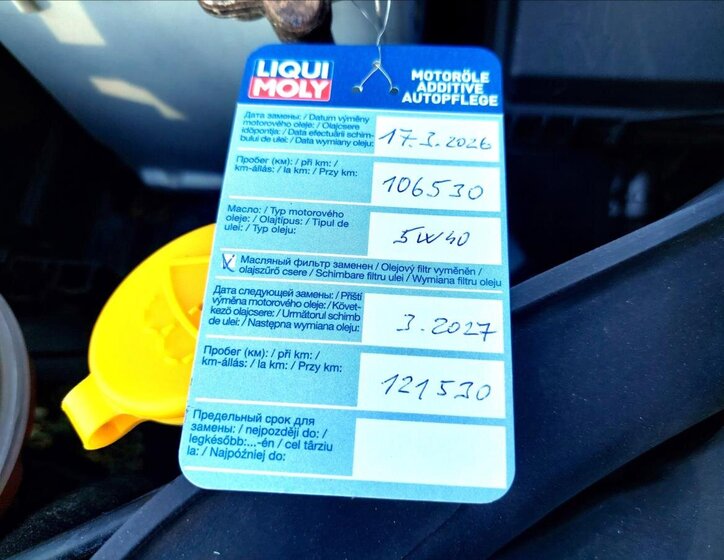 LIQUI
MOLY
MOTORÖLE
ADDITIVE
AUTOPFLEGE
Дата замены: / Datum výměny
motorového oleje: / Olajcsere
időpontja: / Data efectuării schim-
bului de ulei: / Data wymiany oleju:
17.3.2026
Пробег (км): / při km: /
km-állás: / la km: / Przy km:
106530
Масло: / Typ motorového
oleje: / Olajtípus: / Tipul de
ulei: / Typ oleju:
5W40
Масляный фильтр заменен / Olejový filtr vyměněn /
olajszűrő csere / Schimbare filtru ulei / Wymiana filtru oleju
Дата следующей замены: / Příští
výměna motorového oleje: / Követ-
kező olajcsere: / Următorul schimb
de ulei: / Następna wymiana oleju:
3.2027
Пробег (км): / při km: /
km-állás: / la km: / Przy km:
121530
Предельный срок для
замены: / nejpozději do: /
legkésőbb:...-én / cel târziu
la: / Najpóźniej do: